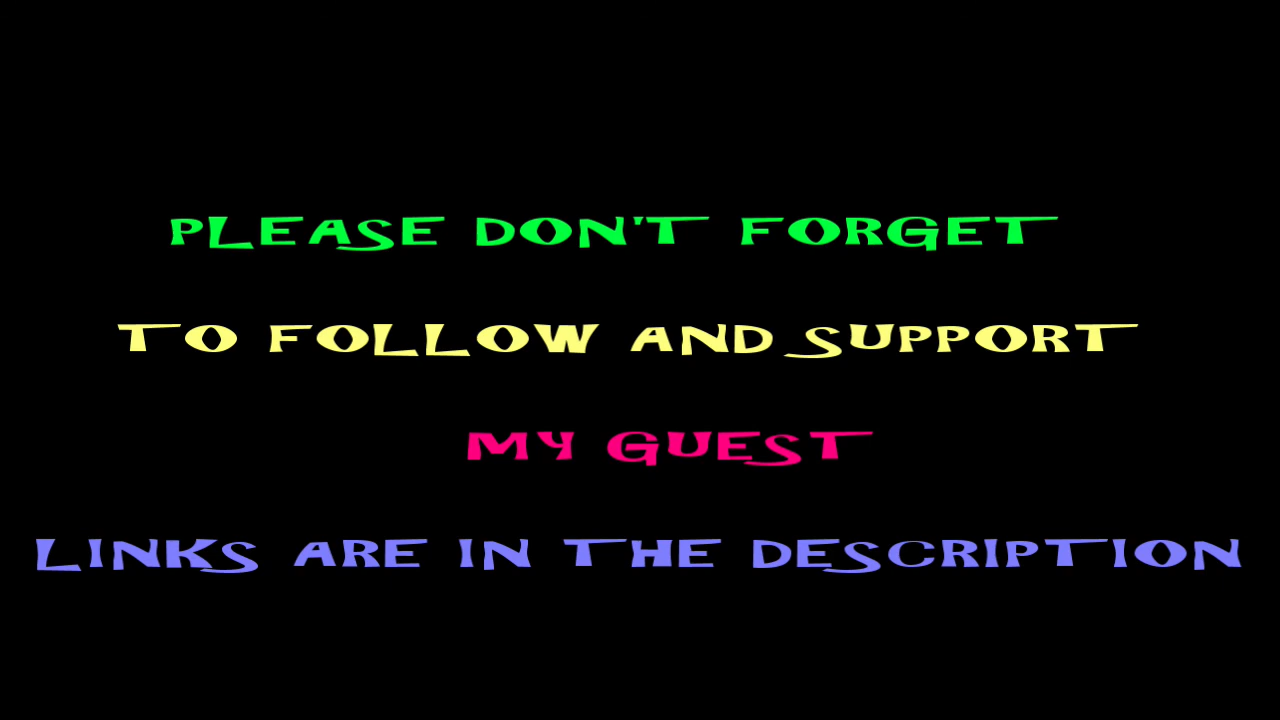 PLEASE DON'T FORGET
TO FOLLOW AND SUPPORT
MY GUEST
LINKS ARE IN THE DESCRIPTION